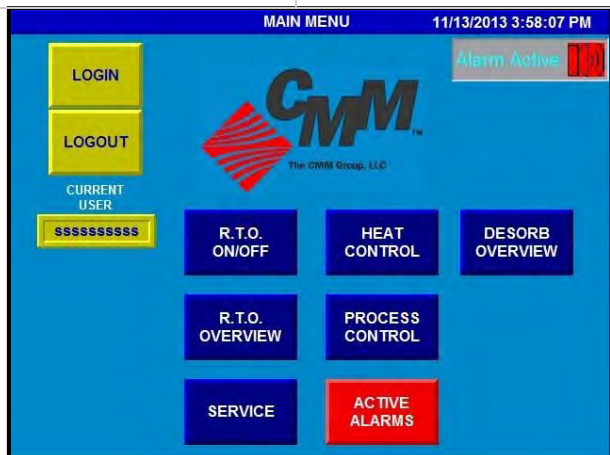 MAIN MENU
11/13/2013 3:58:07 PM
LOGIN
Alarm Active
LOGOUT
CMM
TM
The CMM Group, LLC
CURRENT
USER
SSSSSSSSSS
R.T.O.
ON/OFF
HEAT
CONTROL
DESORB
OVERVIEW
R.T.O.
OVERVIEW
PROCESS
CONTROL
SERVICE
ACTIVE
ALARMS